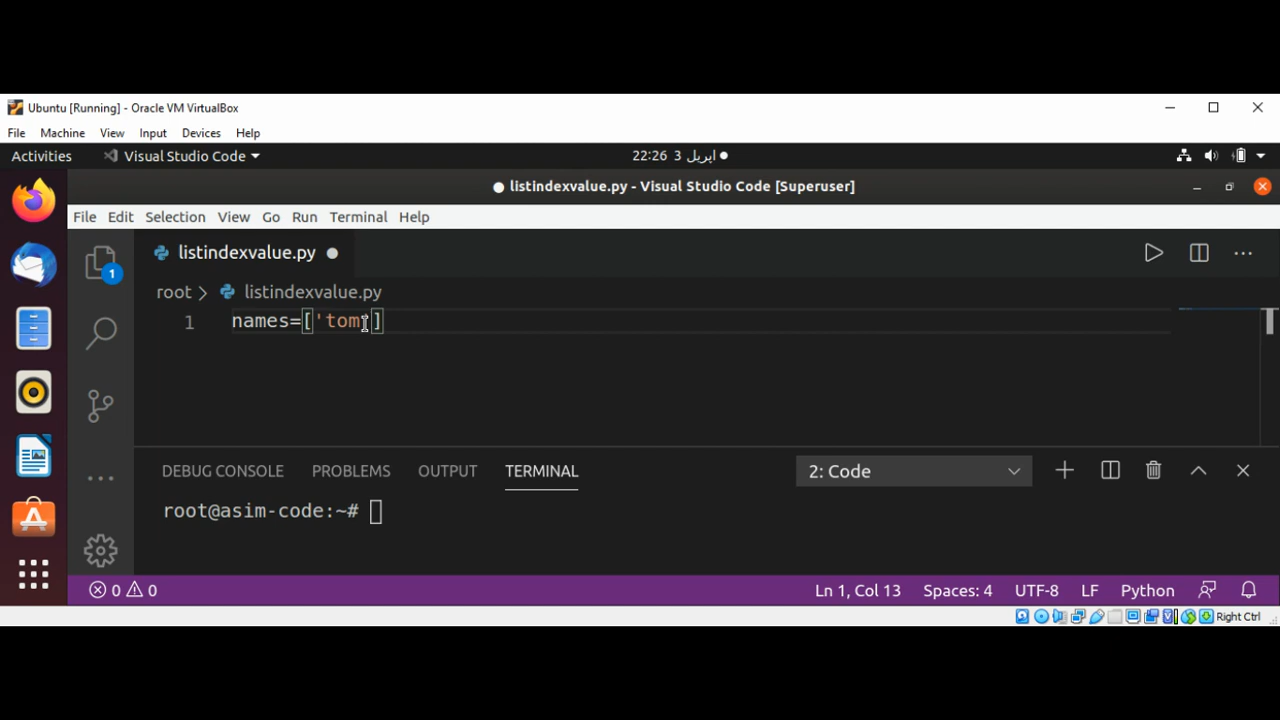 Ubuntu [Running] - Oracle VM VirtualBox
File Machine View Input Devices Help
Activities Visual Studio Code 22:26 3 اپریل
listindexvalue.py - Visual Studio Code [Superuser]
File Edit Selection View Go Run Terminal Help
1
listindexvalue.py
root > listindexvalue.py
1 names=['tom']
DEBUG CONSOLE PROBLEMS OUTPUT TERMINAL 2: Code
root@asim-code:~#
0 0 Ln 1, Col 13 Spaces: 4 UTF-8 LF Python
Right Ctrl